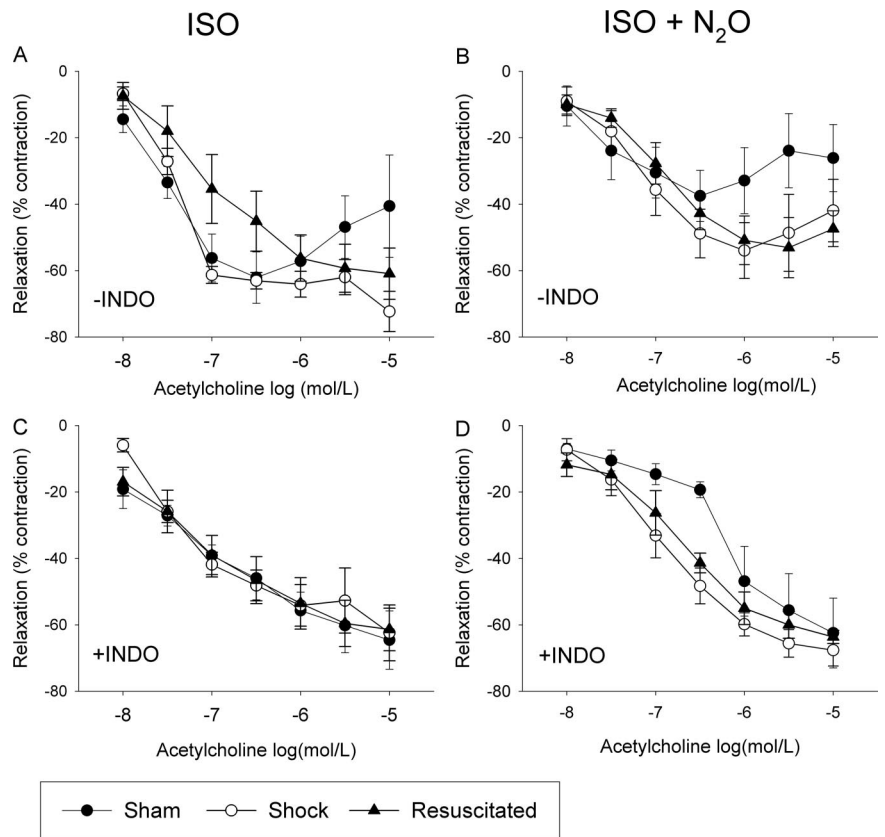 ISO
ISO + N₂O
A
B
0
-20
-40
-60
-80
Relaxation (% contraction)
-INDO
-8
-7
-6
-5
Acetylcholine log (mol/L)
0
-20
-40
-60
-80
Relaxation (% contraction)
-INDO
-8
-7
-6
-5
Acetylcholine log(mol/L)
C
D
0
-20
-40
-60
-80
Relaxation (% contraction)
+INDO
-8
-7
-6
-5
Acetylcholine log(mol/L)
0
-20
-40
-60
-80
Relaxation (% contraction)
+INDO
-8
-7
-6
-5
Acetylcholine log(mol/L)
Sham Shock Resuscitated